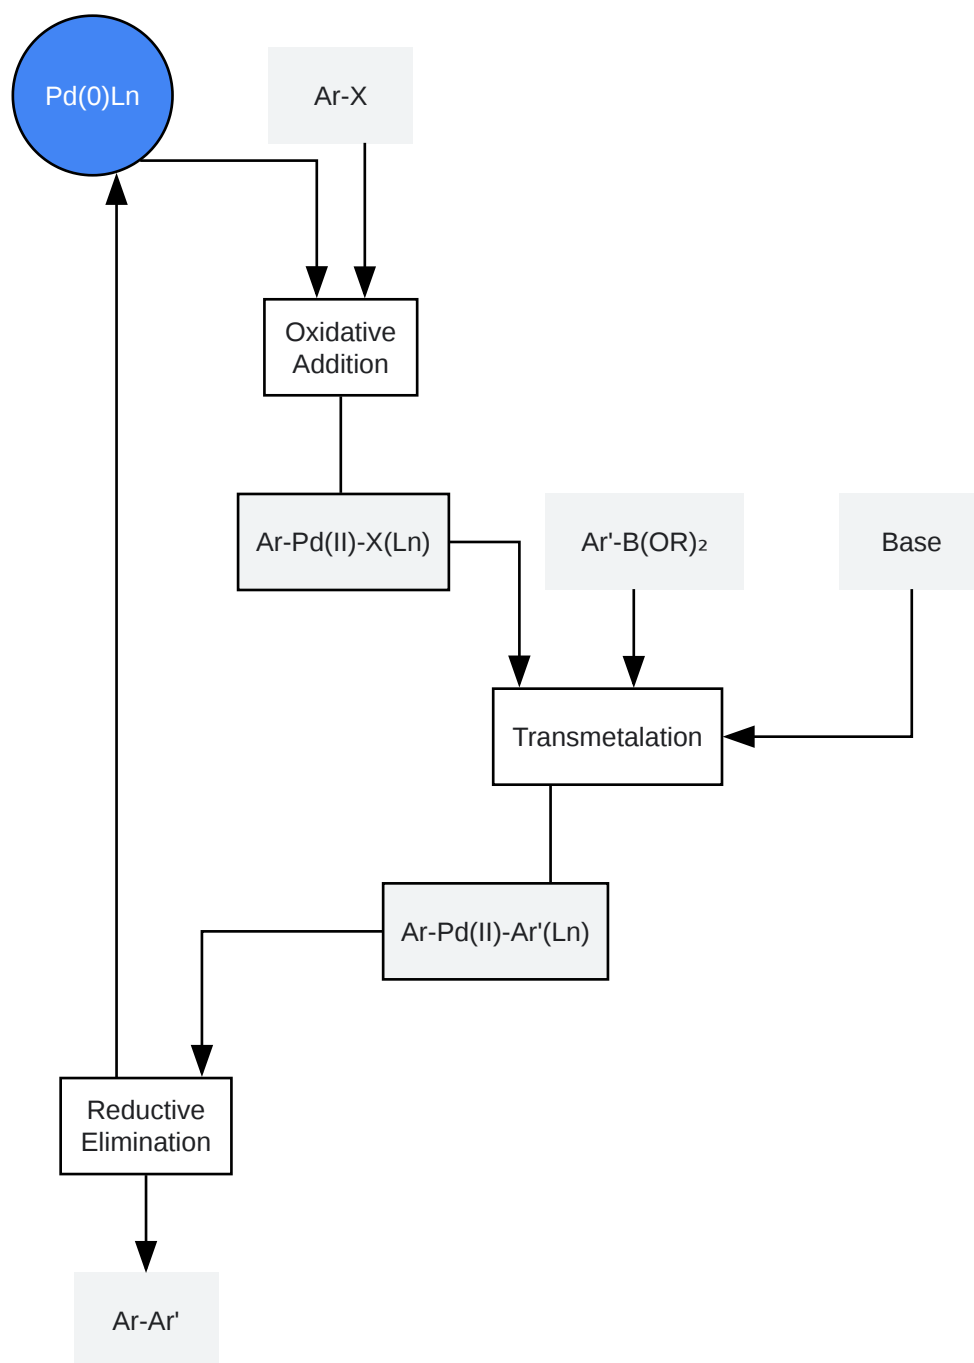 Pd(0)Ln
Ar-X
Oxidative
Addition
Ar-Pd(II)-X(Ln)
Ar'-B(OR)₂
Base
Transmetalation
Ar-Pd(II)-Ar'(Ln)
Reductive
Elimination
Ar-Ar'